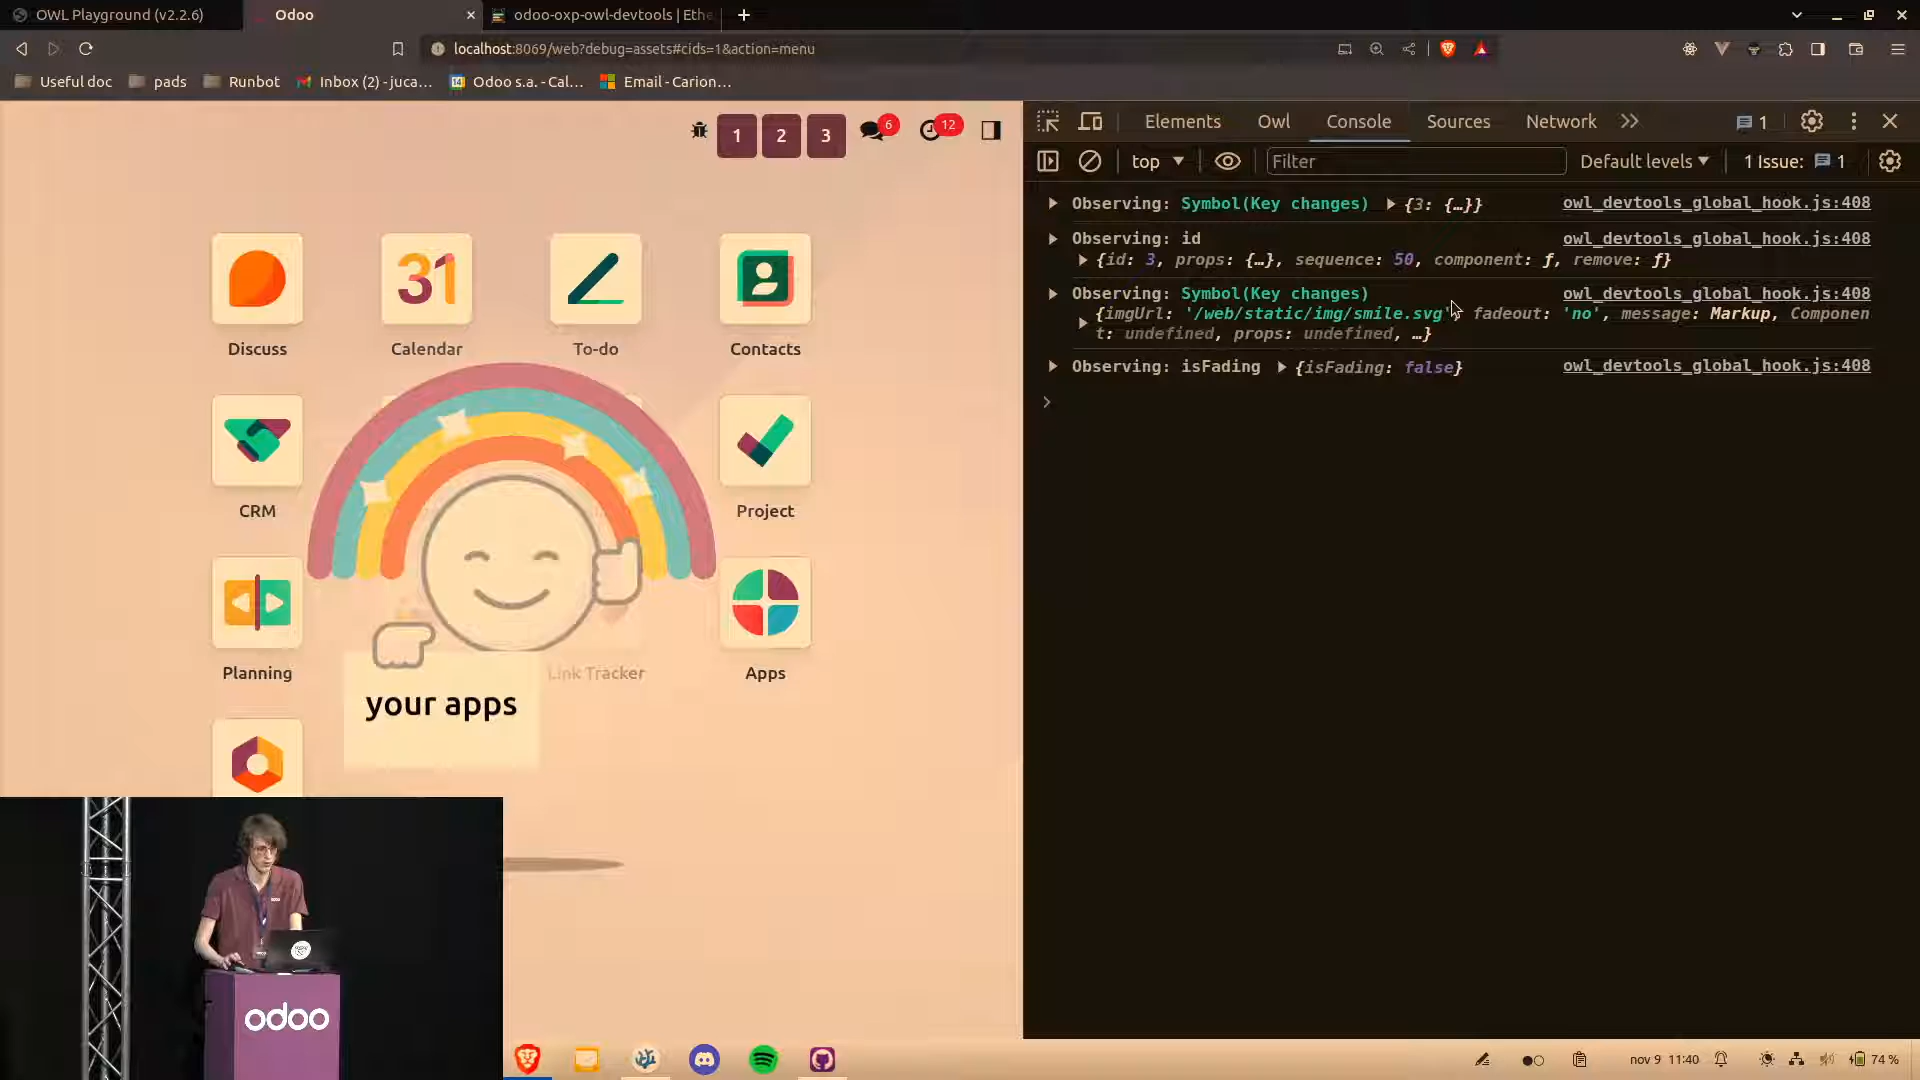 OWL Playground (v2.2.6)
Odoo
odoo-oxp-owl-devtools | Ethe
localhost:8069/web?debug=assets#cids=1&action=menu
Useful doc
pads
Runbot
Inbox (2) - juca...
Odoo s.a. - Cal...
Email - Carion...
1
2
3
6
12
Discuss
31
Calendar
To-do
Contacts
CRM
Project
Planning
Link Tracker
Apps
your apps
odoo
Elements
Owl
Console
Sources
Network
1
top
Filter
Default levels
1 Issue:
1
Observing: Symbol(Key changes) {3: {…}}
owl_devtools_global_hook.js:408
Observing: id
owl_devtools_global_hook.js:408
{id: 3, props: {…}, sequence: 50, component: ƒ, remove: ƒ}
Observing: Symbol(Key changes)
owl_devtools_global_hook.js:408
{imgUrl: '/web/static/img/smile.svg', fadeout: 'no', message: Markup, Componen
t: undefined, props: undefined, …}
Observing: isFading {isFading: false}
owl_devtools_global_hook.js:408
nov 9 11:40
74 %